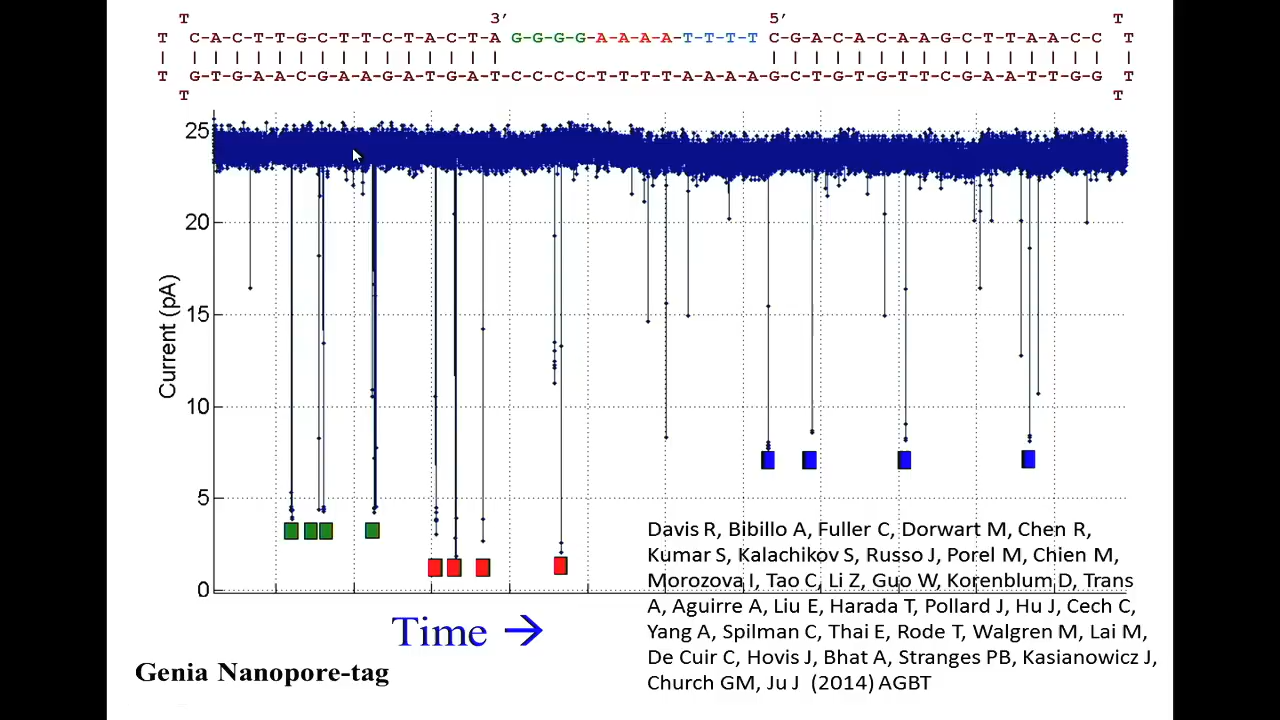 3′ 5′
T T
T C-A-C-T-T-G-C-T-T-C-T-A-C-T-A G-G-G-G-A-A-A-A-T-T-T-T C-G-A-C-A-C-A-A-G-C-T-T-A-A-C-C T
T G-T-G-A-A-C-G-A-A-G-A-T-G-A-T-C-C-C-C-T-T-T-T-A-A-A-A-G-C-T-G-T-G-T-T-C-G-A-A-T-T-G-G T
T T
25
20
15
10
5
0
Current (pA)
Time →
Genia Nanopore-tag
Davis R, Bibillo A, Fuller C, Dorwart M, Chen R,
Kumar S, Kalachikov S, Russo J, Porel M, Chien M,
Morozova I, Tao C, Li Z, Guo W, Korenblum D, Trans
A, Aguirre A, Liu E, Harada T, Pollard J, Hu J, Cech C,
Yang A, Spilman C, Thai E, Rode T, Walgren M, Lai M,
De Cuir C, Hovis J, Bhat A, Stranges PB, Kasianowicz J,
Church GM, Ju J (2014) AGBT